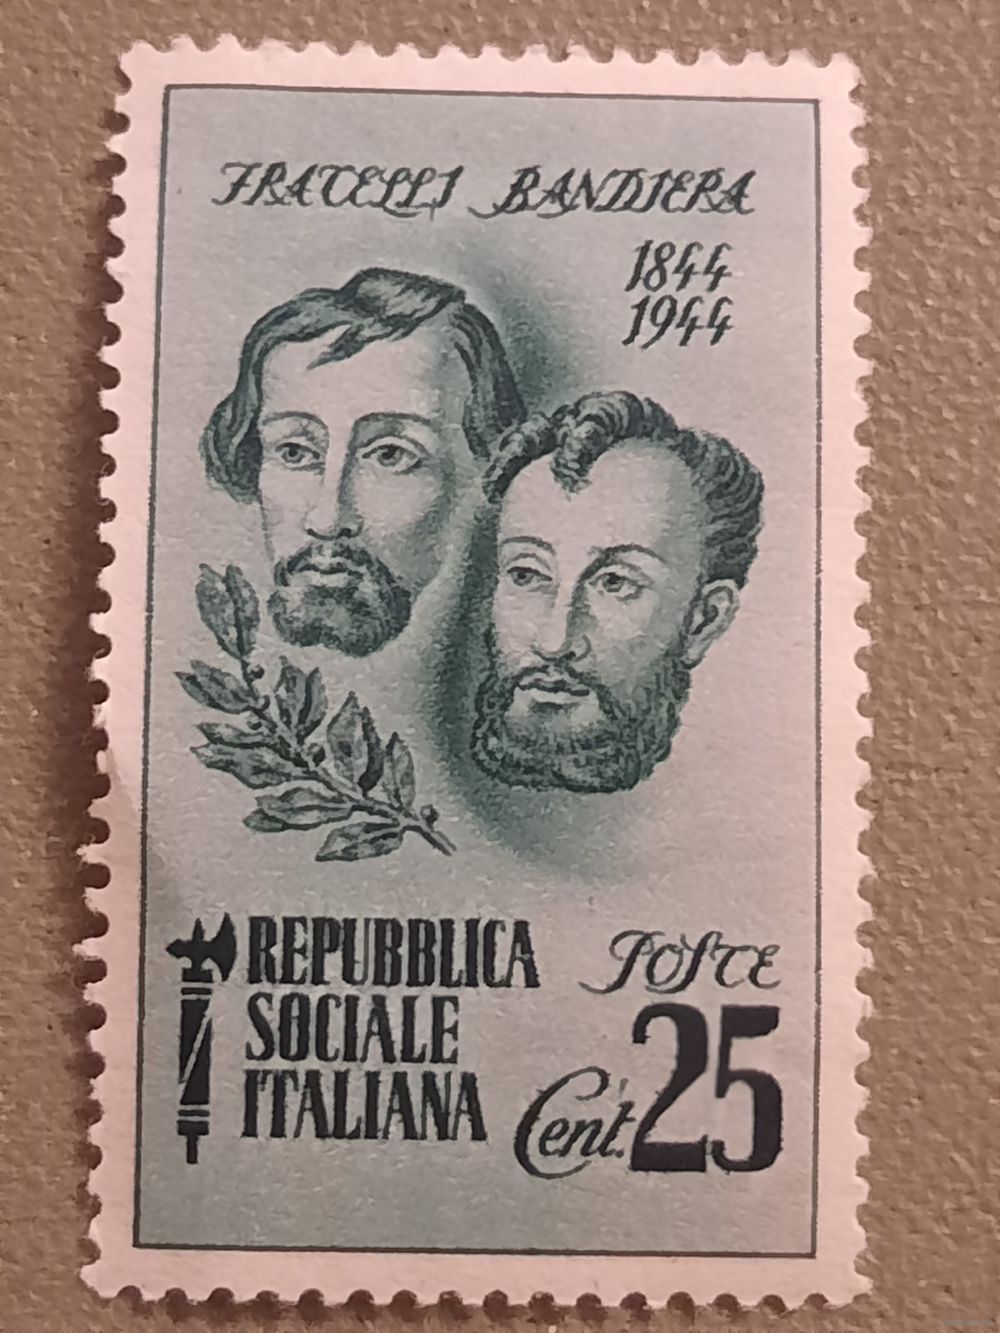 FRATELLI BANDIERA
1844
1944
REPUBBLICA
SOCIALE
ITALIANA
POSTE
Cent. 25